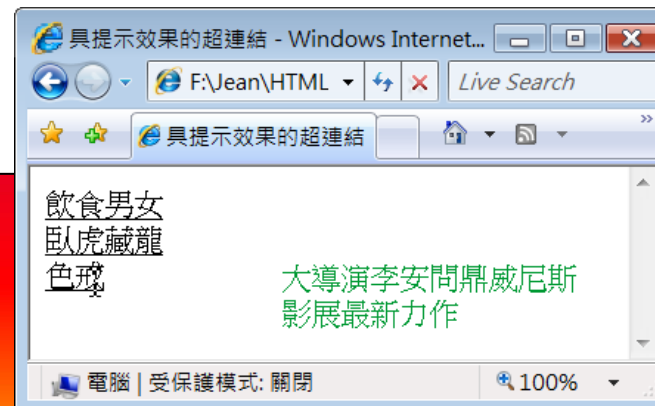 具提示效果的超連結 - Windows Internet...
F:\Jean\HTML
Live Search
具提示效果的超連結
飲食男女
臥虎藏龍
色戒
大導演李安問鼎威尼斯
影展最新力作
電腦 | 受保護模式: 關閉
100%